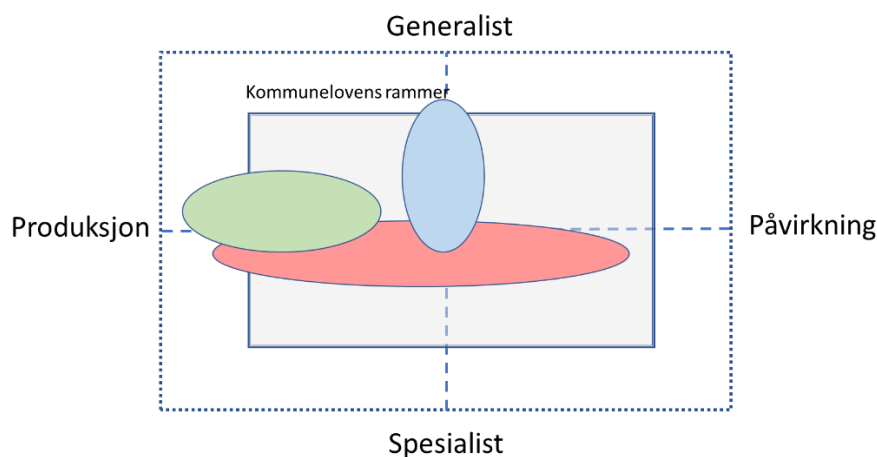 Generalist
Kommunelovens rammer
Produksjon
Påvirkning
Spesialist